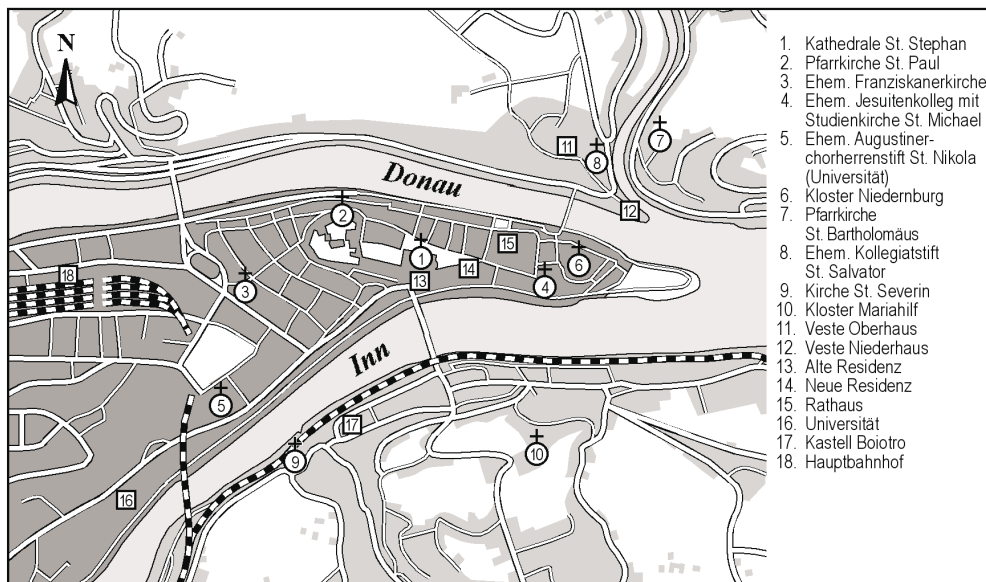 N
Donau
Inn
11
8
7
12
2
15
1
6
14
13
4
18
3
5
17
10
9
16
1. Kathedrale St. Stephan
2. Pfarrkirche St. Paul
3. Ehem. Franziskanerkirche
4. Ehem. Jesuitenkolleg mit
Studienkirche St. Michael
5. Ehem. Augustiner-
chorherrenstift St. Nikola
(Universität)
6. Kloster Niedernburg
7. Pfarrkirche
St. Bartholomäus
8. Ehem. Kollegiatstift
St. Salvator
9. Kirche St. Severin
10. Kloster Mariahilf
11. Veste Oberhaus
12. Veste Niederhaus
13. Alte Residenz
14. Neue Residenz
15. Rathaus
16. Universität
17. Kastell Boiotro
18. Hauptbahnhof